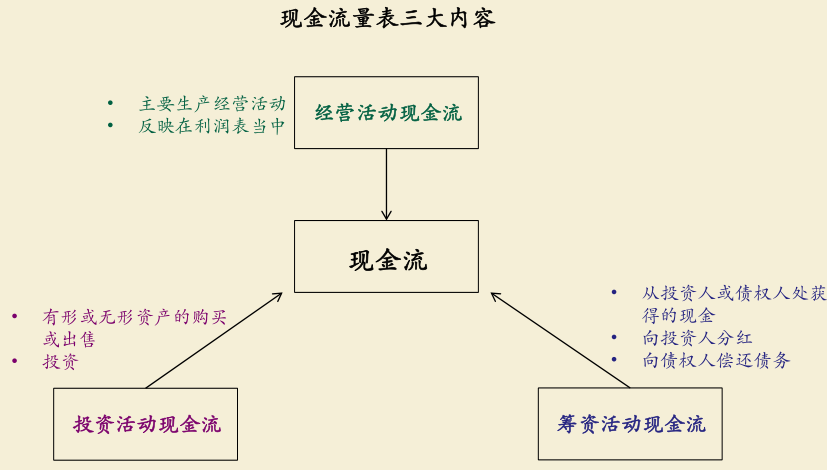 现金流量表三大内容
• 主要生产经营活动
• 反映在利润表当中
经营活动现金流
现金流
• 有形或无形资产的购买
或出售
• 投资
• 从投资人或债权人处获
得的现金
• 向投资人分红
• 向债权人偿还债务
投资活动现金流
筹资活动现金流